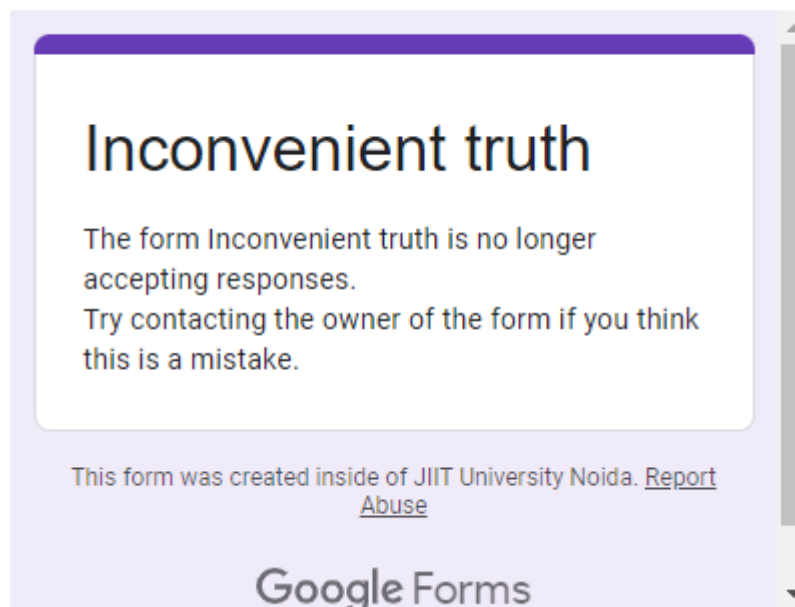 Inconvenient truth
The form Inconvenient truth is no longer
accepting responses.
Try contacting the owner of the form if you think
this is a mistake.
This form was created inside of JIIT University Noida. Report
Abuse
Google Forms